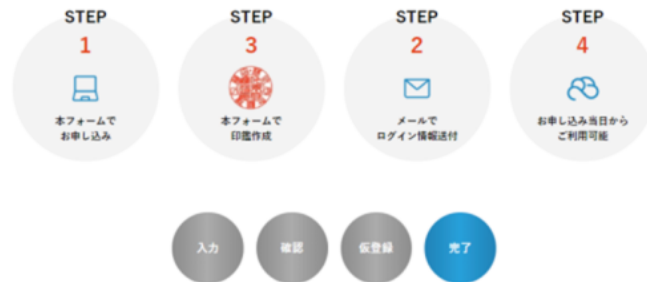 STEP
1
本フォームで
お申し込み
STEP
3
本フォームで
印鑑作成
STEP
2
メールで
ログイン情報送付
STEP
4
お申し込み当日から
ご利用可能
入力
確認
仮登録
完了